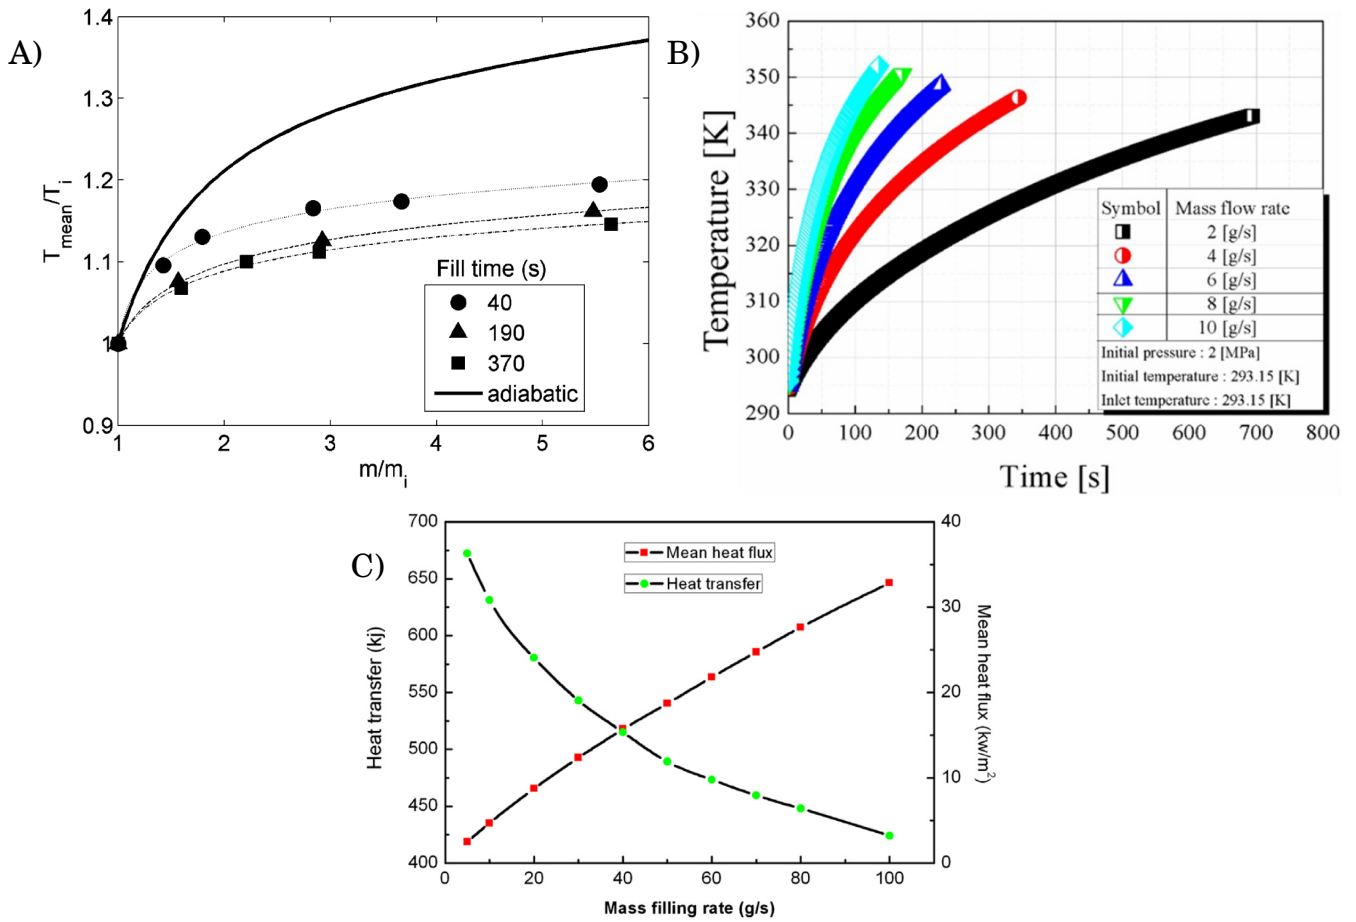 A)
1.4
1.3
1.2
1.1
1
0.9
T_mean/T_i
1
2
3
4
5
6
m/m_i
Fill time (s)
40
190
370
adiabatic
B)
360
350
340
330
320
310
300
290
Temperature [K]
0
100
200
300
400
500
600
700
800
Time [s]
Symbol Mass flow rate
2 [g/s]
4 [g/s]
6 [g/s]
8 [g/s]
10 [g/s]
Initial pressure : 2 [MPa]
Initial temperature : 293.15 [K]
Inlet temperature : 293.15 [K]
C)
700
650
600
550
500
450
400
Heat transfer (kj)
Mean heat flux
Heat transfer
40
30
20
10
0
Mean heat flux (kw/m²)
0
20
40
60
80
100
Mass filling rate (g/s)